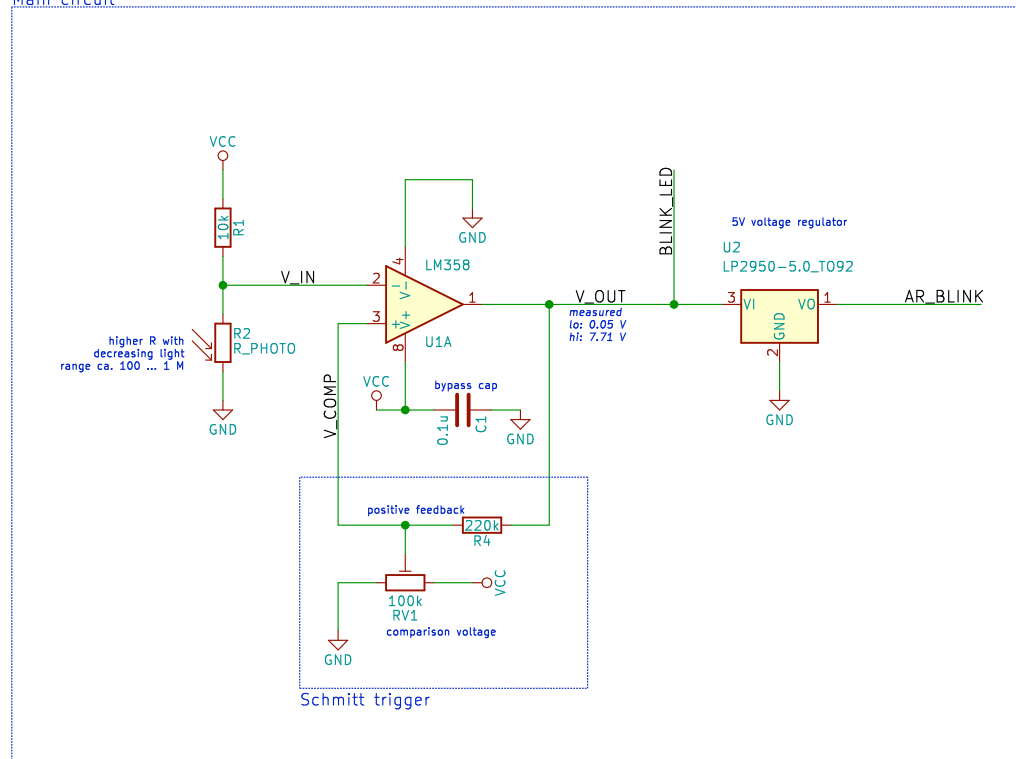 Main circuit
VCC
10k
R1
V_IN
higher R with
decreasing light
range ca. 100 ... 1 M
R2
R_PHOTO
GND
GND
LM358
4
2
-
V-
3
+
V+
8
1
U1A
V_COMP
VCC
bypass cap
0.1u
C1
GND
V_OUT
measured
lo: 0.05 V
hi: 7.71 V
BLINK_LED
5V voltage regulator
U2
LP2950-5.0_TO92
3
VI
VO
1
GND
2
AR_BLINK
GND
positive feedback
220k
R4
100k
RV1
VCC
comparison voltage
GND
Schmitt trigger